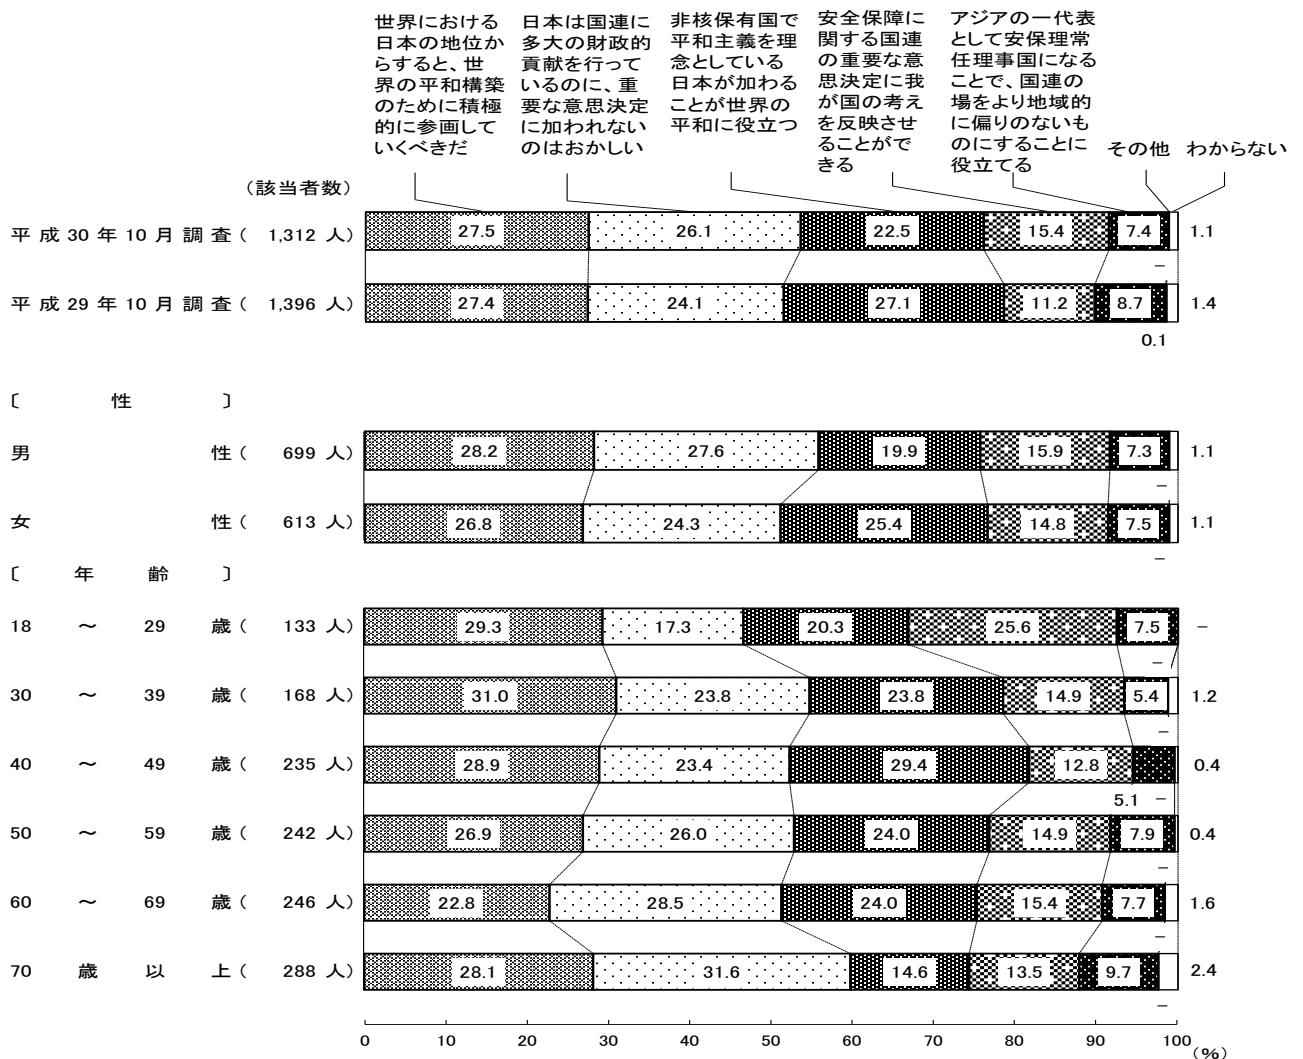 世界における
日本の地位か
らすると、世
界の平和構築
のために積極
的に参画して
いくべきだ
日本は国連に
多大の財政的
貢献を行って
いるのに、重
要な意思決定
に加われない
のはおかしい
非核保有国で
平和主義を理
念としている
日本が加わる
ことが世界の
平和に役立つ
安全保障に
関する国連
の重要な意
思決定に我
が国の考え
を反映させ
ることがで
きる
アジアの一代表
として安保理常
任理事国になる
ことで、国連の
場をより地域的
に偏りのないも
のにすることに
役立てる
その他
わからない
(該当者数)
平成30年10月調査( 1,312 人) 27.5 26.1 22.5 15.4 7.4 1.1
−
平成29年10月調査( 1,396 人) 27.4 24.1 27.1 11.2 8.7 1.4
0.1
〔 性 〕
男 性( 699 人) 28.2 27.6 19.9 15.9 7.3 1.1
−
女 性( 613 人) 26.8 24.3 25.4 14.8 7.5 1.1
−
〔 年 齢 〕
18 ～ 29 歳( 133 人) 29.3 17.3 20.3 25.6 7.5 −
−
30 ～ 39 歳( 168 人) 31.0 23.8 23.8 14.9 5.4 1.2
−
40 ～ 49 歳( 235 人) 28.9 23.4 29.4 12.8 0.4
5.1 −
50 ～ 59 歳( 242 人) 26.9 26.0 24.0 14.9 7.9 0.4
−
60 ～ 69 歳( 246 人) 22.8 28.5 24.0 15.4 7.7 1.6
−
70 歳 以 上( 288 人) 28.1 31.6 14.6 13.5 9.7 2.4
−
0 10 20 30 40 50 60 70 80 90 100
(%)